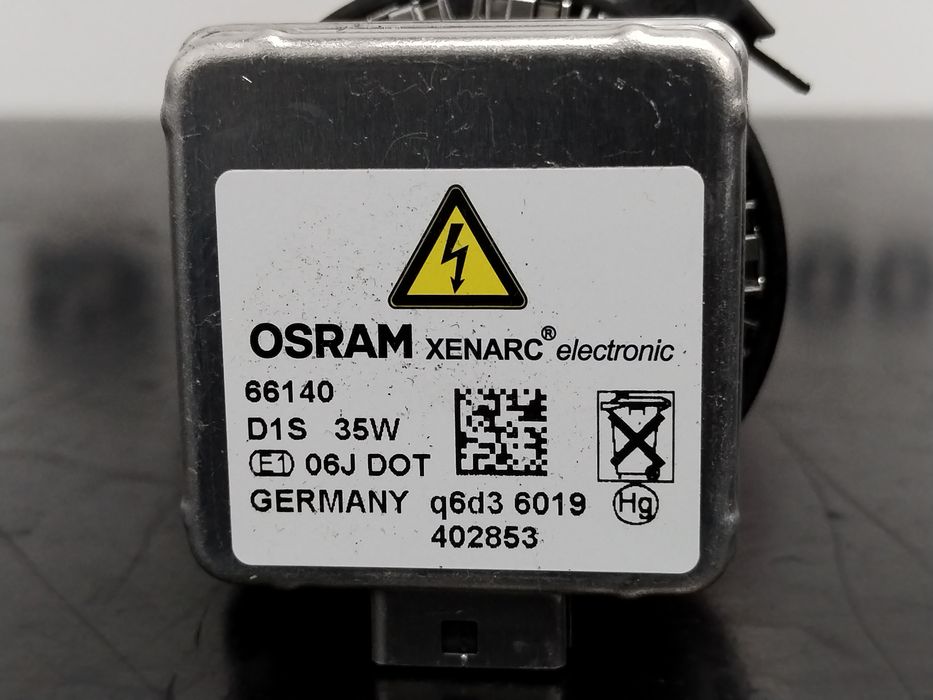 OSRAM XENARC® electronic
66140
D1S 35W
E1 06J DOT
GERMANY q6d3 6019
Hg
402853